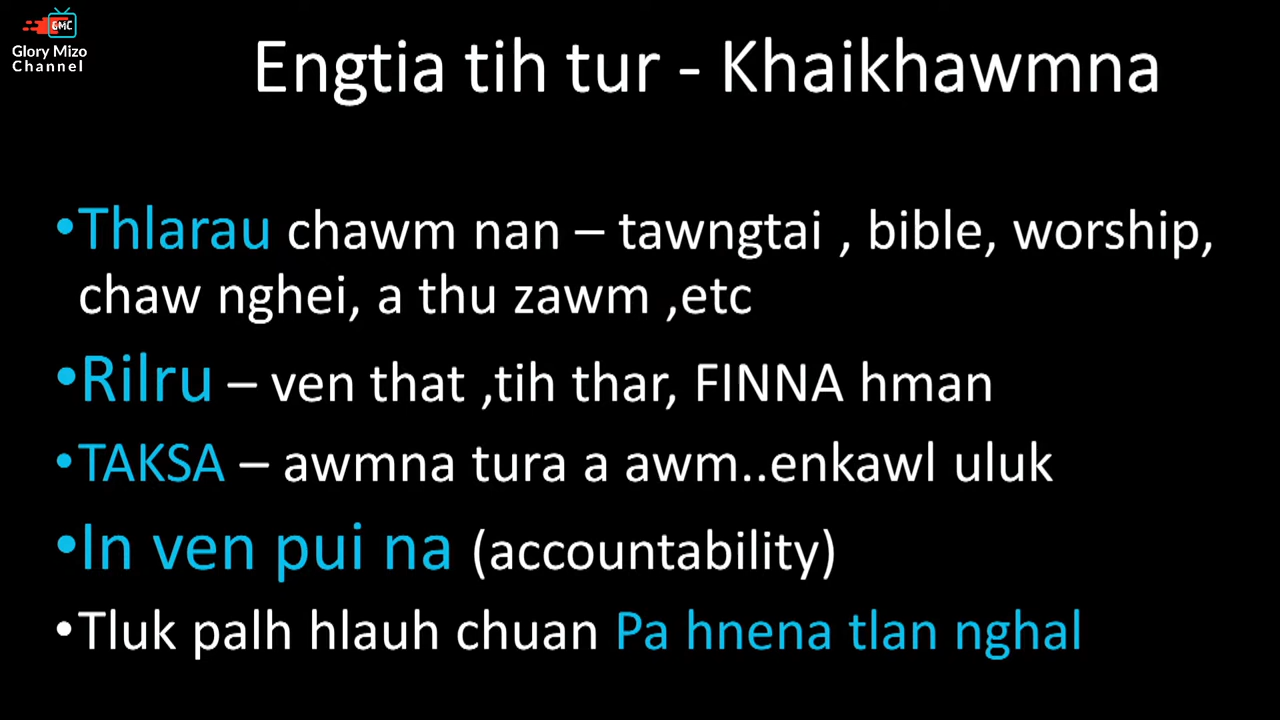 GMC
Glory Mizo
Channel
Engtia tih tur - Khaikhawmna
•Thlarau chawm nan – tawngtai , bible, worship,
chaw nghei, a thu zawm ,etc
•Rilru – ven that ,tih thar, FINNA hman
•TAKSA – awmna tura a awm..enkawl uluk
•In ven pui na (accountability)
•Tluk palh hlauh chuan Pa hnena tlan nghal